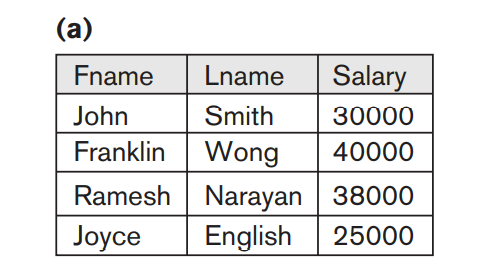 (a)
Fname Lname Salary
John Smith 30000
Franklin Wong 40000
Ramesh Narayan 38000
Joyce English 25000